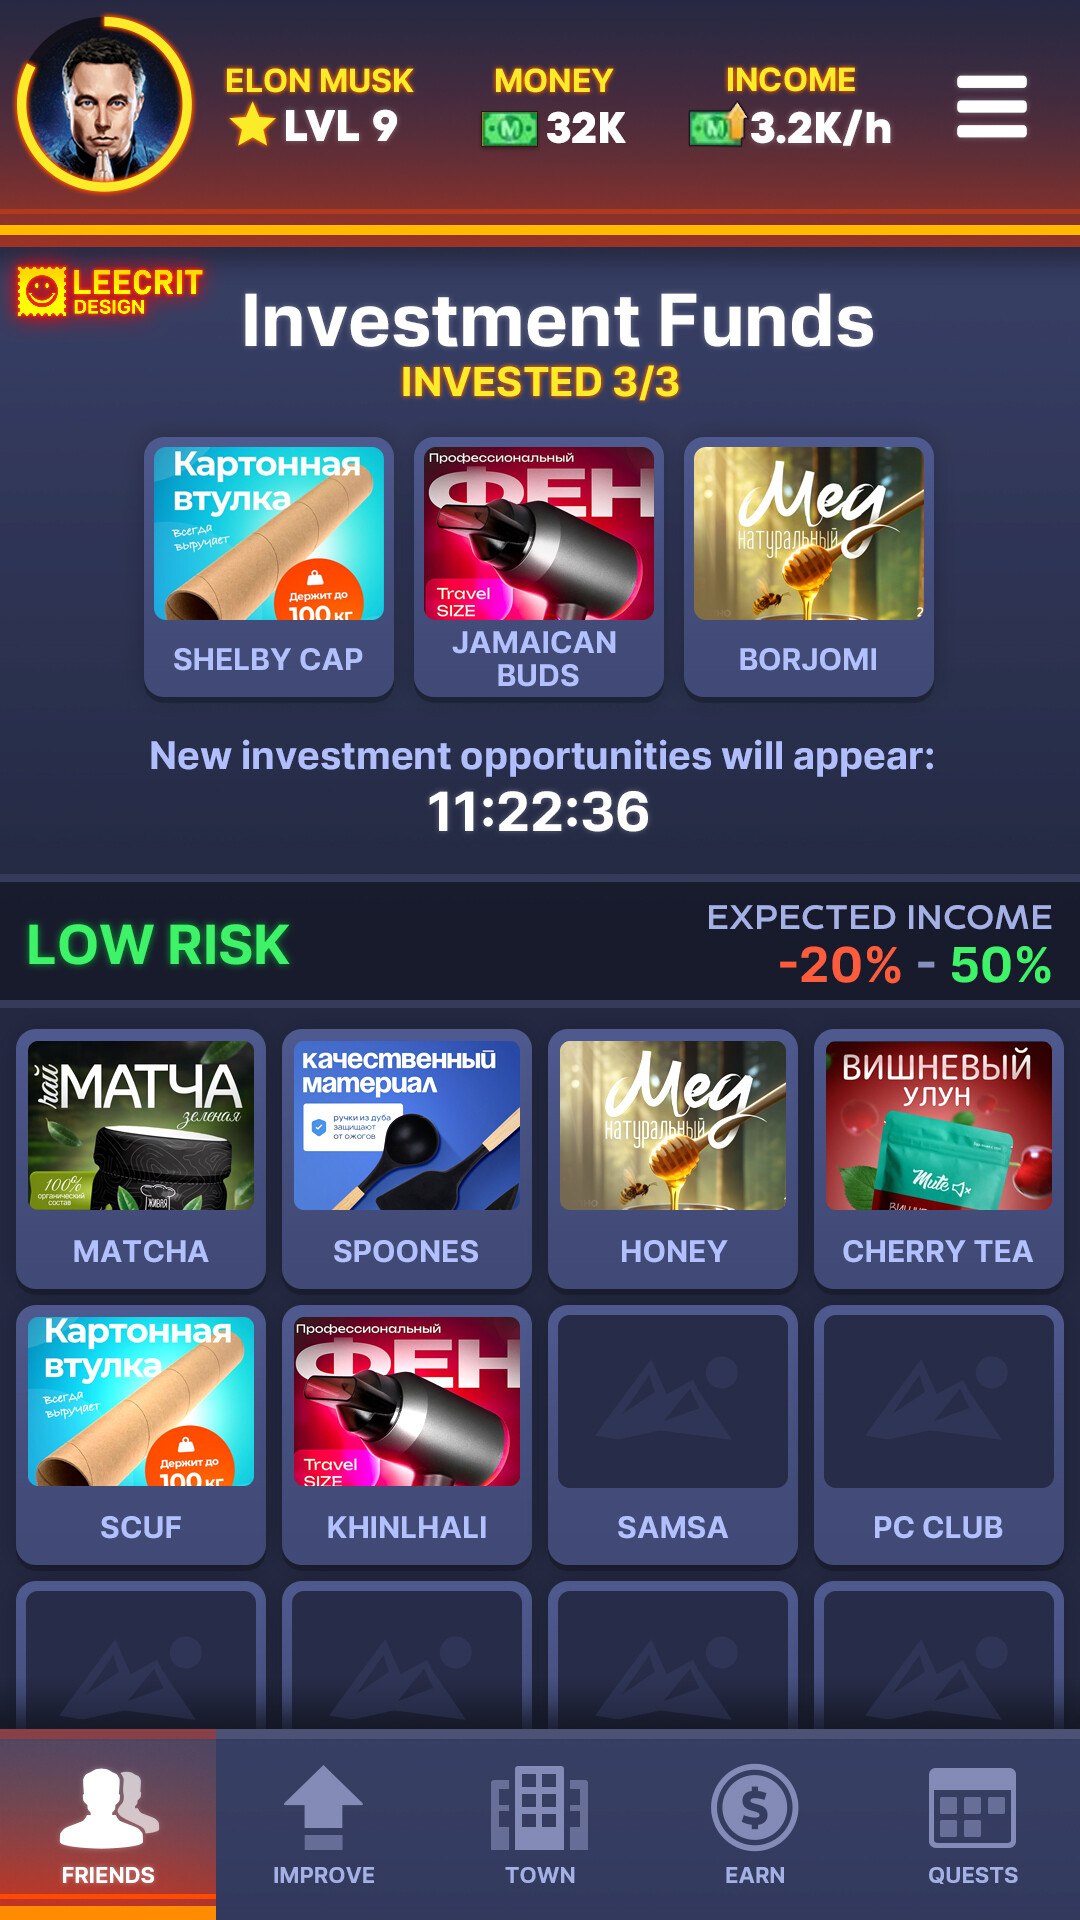 ELON MUSK
LVL 9
MONEY
32K
INCOME
3.2K/h
LEECRIT
DESIGN
Investment Funds
INVESTED 3/3
Картонная
втулка
всегда
выручает
Держит до
100 кг
SHELBY CAP
Профессиональный
ФЕН
Travel
SIZE
JAMAICAN
BUDS
Мед
натуральный
BORJOMI
New investment opportunities will appear:
11:22:36
LOW RISK
EXPECTED INCOME
-20% - 50%
чай
МАТЧА
зеленая
100%
органический
состав
ЖИВАЯ
MATCHA
качественный
материал
ручки из дуба
защищают
от ожогов
SPOONES
Мед
натуральный
HONEY
ВИШНЕВЫЙ
УЛУН
Mute
CHERRY TEA
Картонная
втулка
всегда
выручает
Держит до
100 кг
SCUF
Профессиональный
ФЕН
Travel
SIZE
KHINLHALI
SAMSA
PC CLUB
FRIENDS
IMPROVE
TOWN
EARN
QUESTS